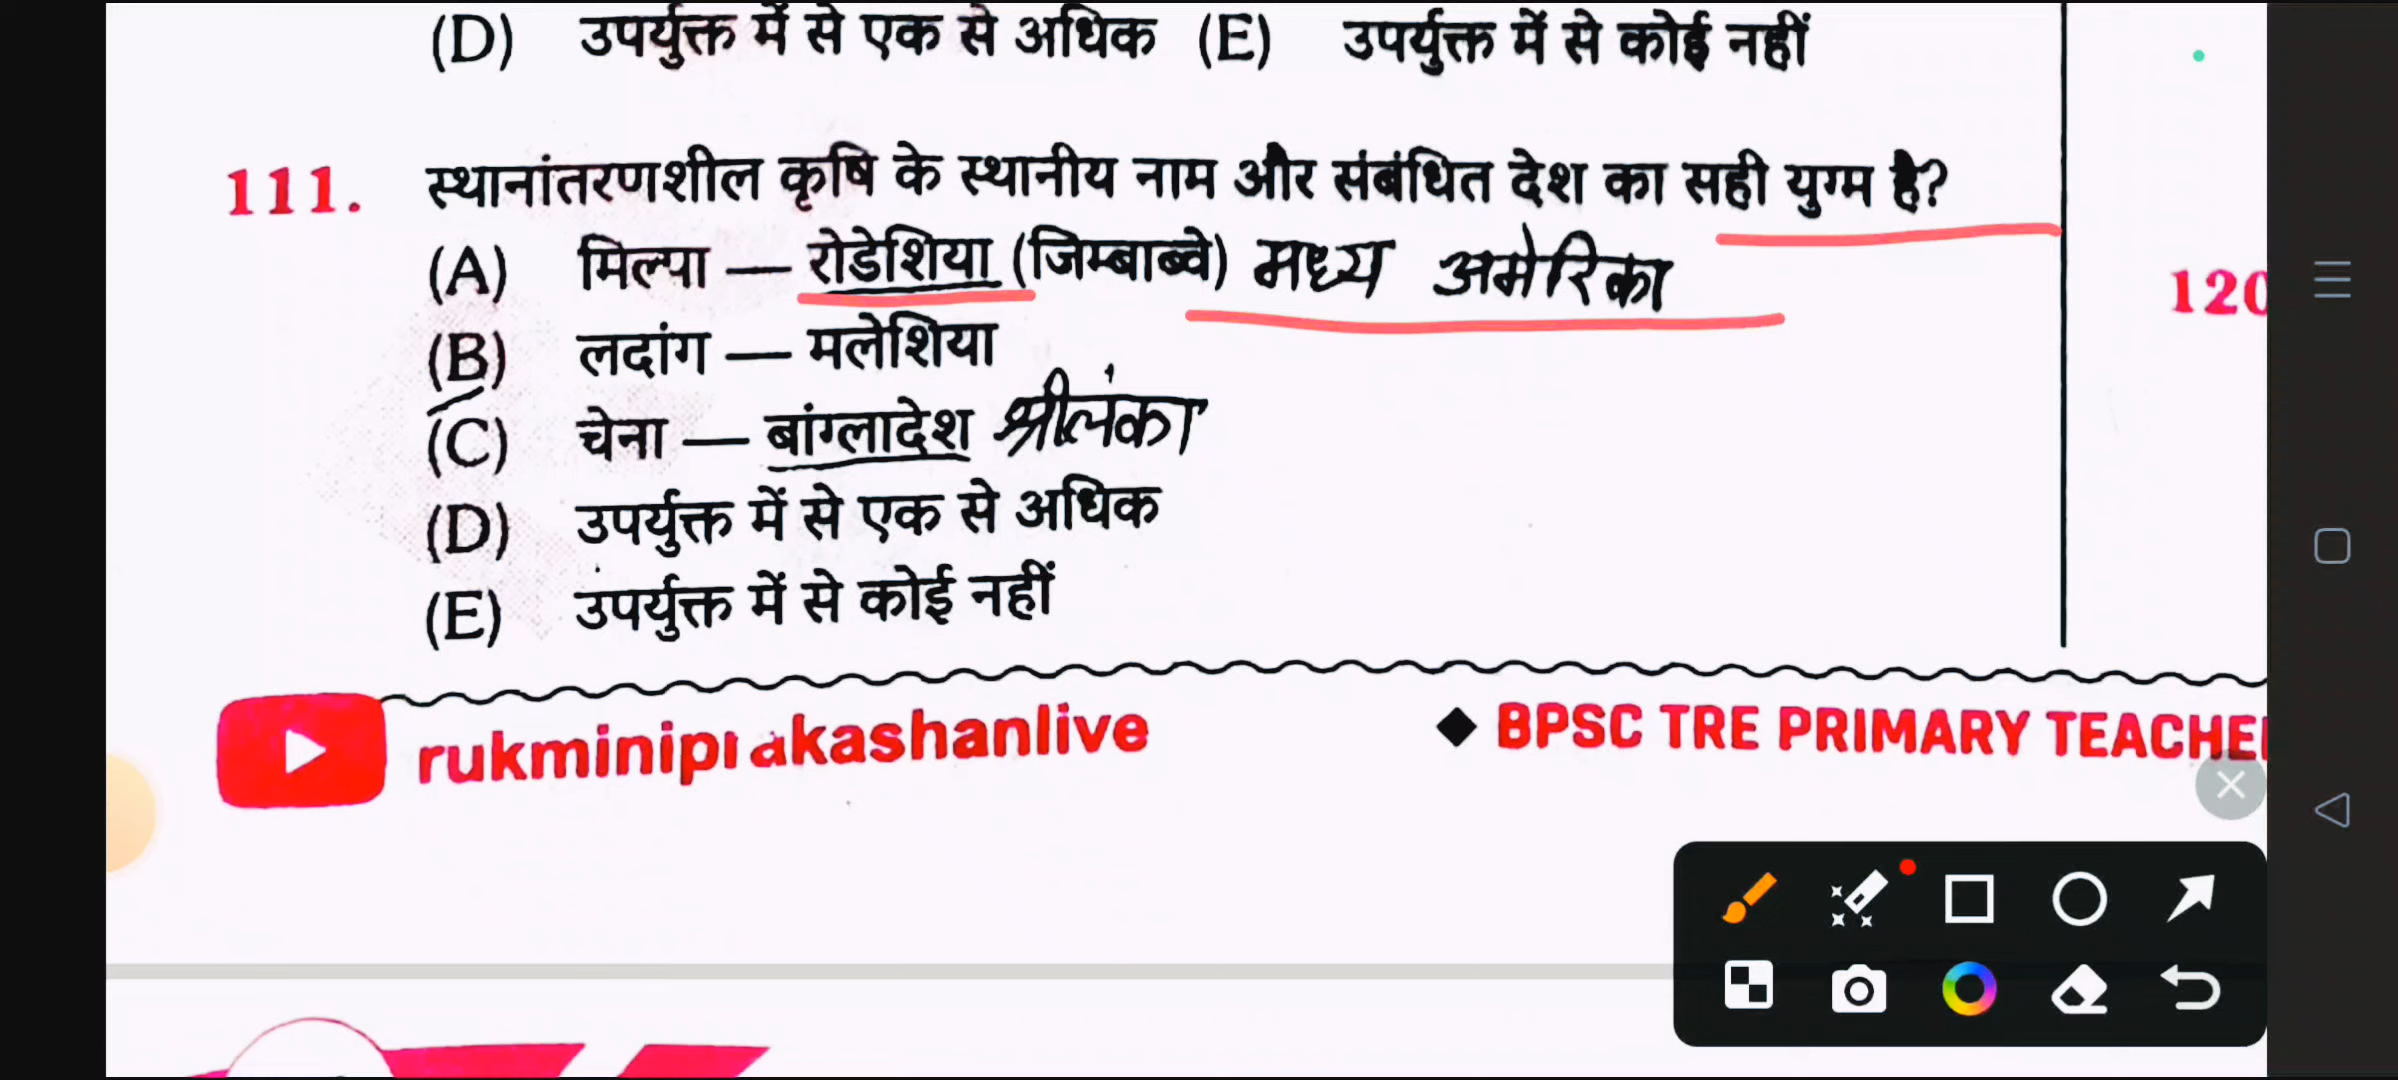 (D) उपर्युक्त में से एक से अधिक (E) उपर्युक्त में से कोई नहीं
111. स्थानांतरणशील कृषि के स्थानीय नाम और संबंधित देश का सही युग्म है?
(A) मिल्पा — रोडेशिया (जिम्बाब्वे) मध्य अमेरिका
(B) लदांग — मलेशिया
(C) चेना — बांग्लादेश श्रीलंका
(D) उपर्युक्त में से एक से अधिक
(E) उपर्युक्त में से कोई नहीं
120
rukminiprakashanlive ◆ BPSC TRE PRIMARY TEACHE